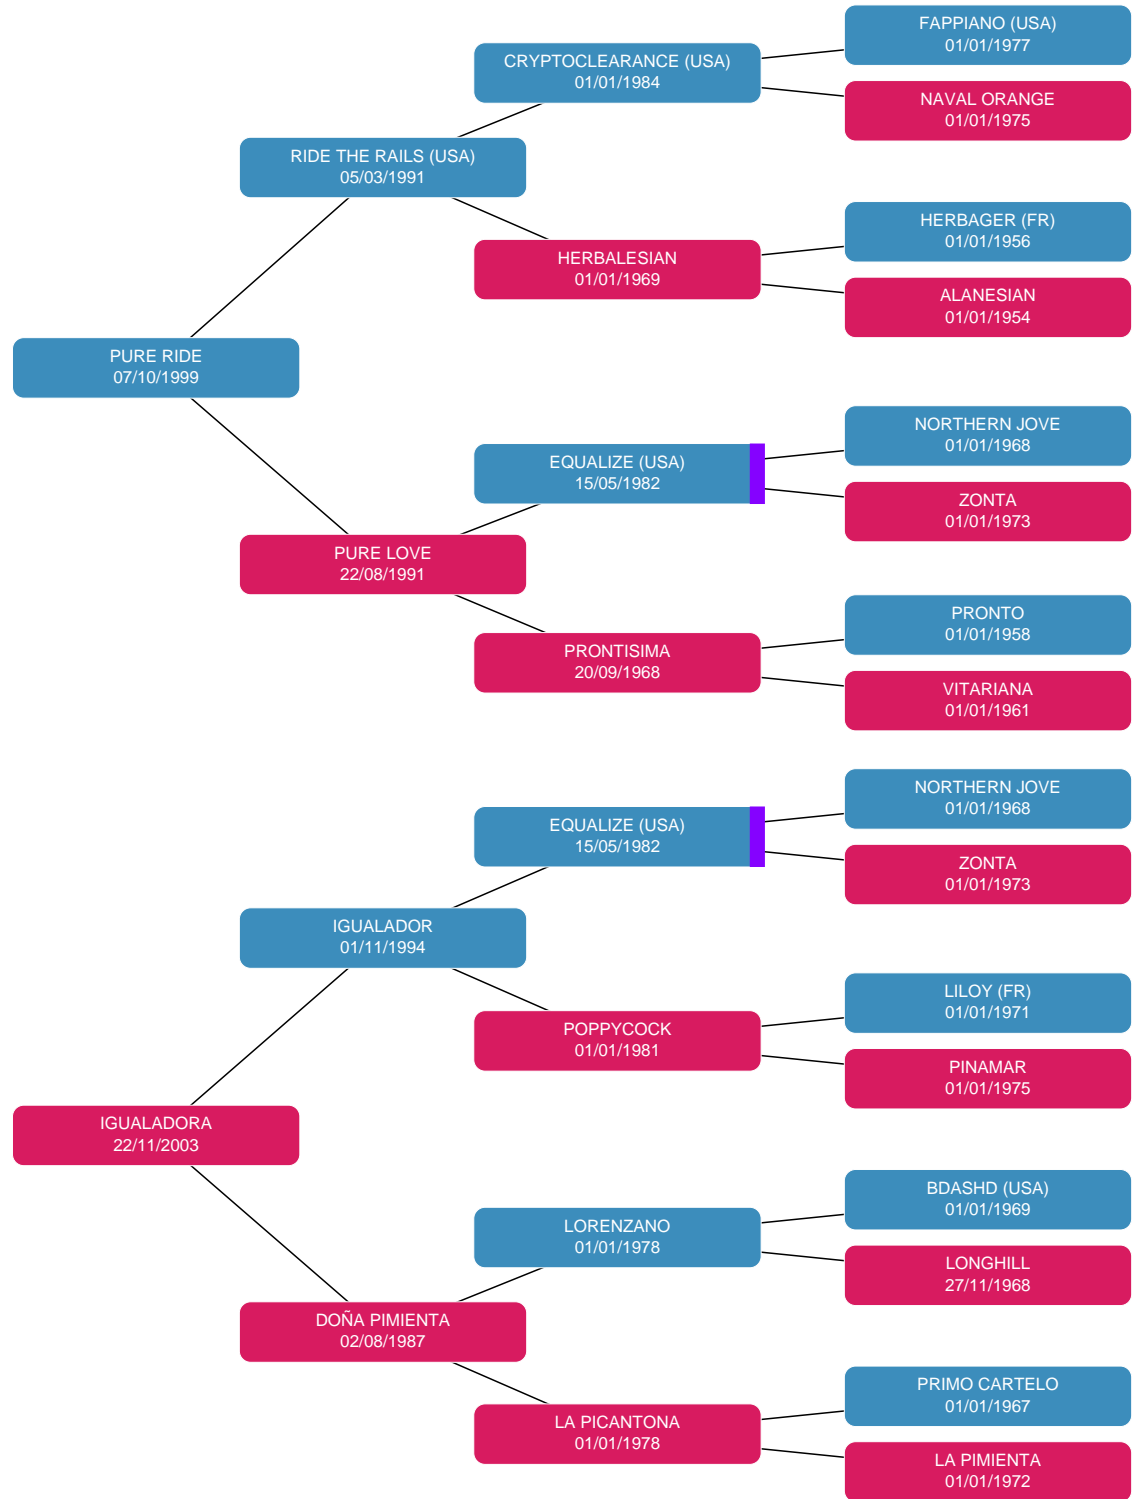 FAPPIANO (USA)
01/01/1977
CRYPTOCLEARANCE (USA)
01/01/1984
NAVAL ORANGE
01/01/1975
RIDE THE RAILS (USA)
05/03/1991
HERBAGER (FR)
01/01/1956
HERBALESIAN
01/01/1969
ALANESIAN
01/01/1954
PURE RIDE
07/10/1999
NORTHERN JOVE
01/01/1968
EQUALIZE (USA)
15/05/1982
ZONTA
01/01/1973
PURE LOVE
22/08/1991
PRONTO
01/01/1958
PRONTISIMA
20/09/1968
VITARIANA
01/01/1961
NORTHERN JOVE
01/01/1968
EQUALIZE (USA)
15/05/1982
ZONTA
01/01/1973
IGUALADOR
01/11/1994
LILOY (FR)
01/01/1971
POPPYCOCK
01/01/1981
PINAMAR
01/01/1975
IGUALADORA
22/11/2003
BDASHD (USA)
01/01/1969
LORENZANO
01/01/1978
LONGHILL
27/11/1968
DOÑA PIMIENTA
02/08/1987
PRIMO CARTELO
01/01/1967
LA PICANTONA
01/01/1978
LA PIMIENTA
01/01/1972